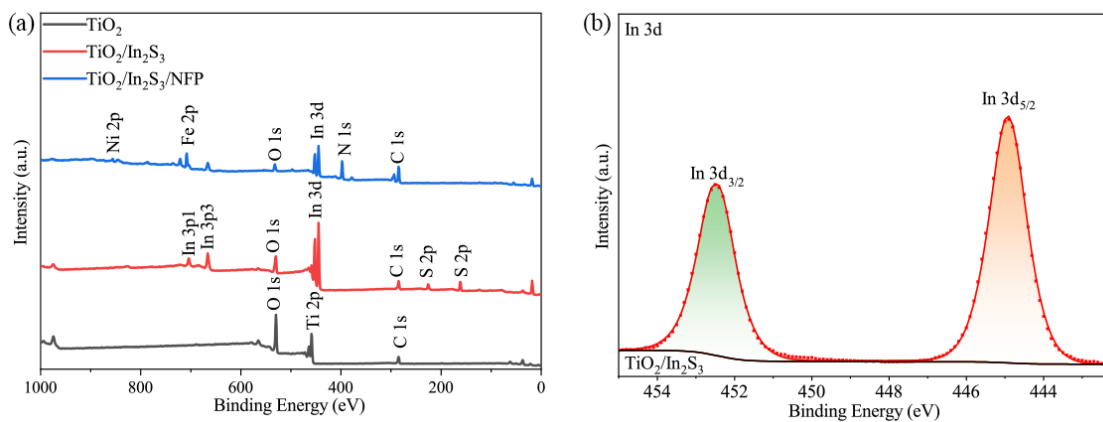 (a)
TiO₂
TiO₂/In₂S₃
TiO₂/In₂S₃/NFP
Ni 2p
Fe 2p
O 1s
In 3d
N 1s
C 1s
In 3p1
In 3p3
O 1s
In 3d
C 1s
S 2p
S 2p
O 1s
Ti 2p
C 1s
Intensity (a.u.)
1000 800 600 400 200 0
Binding Energy (eV)
(b)
In 3d
In 3d₅/₂
In 3d₃/₂
Intensity (a.u.)
TiO₂/In₂S₃
454 452 450 448 446 444
Binding Energy (eV)